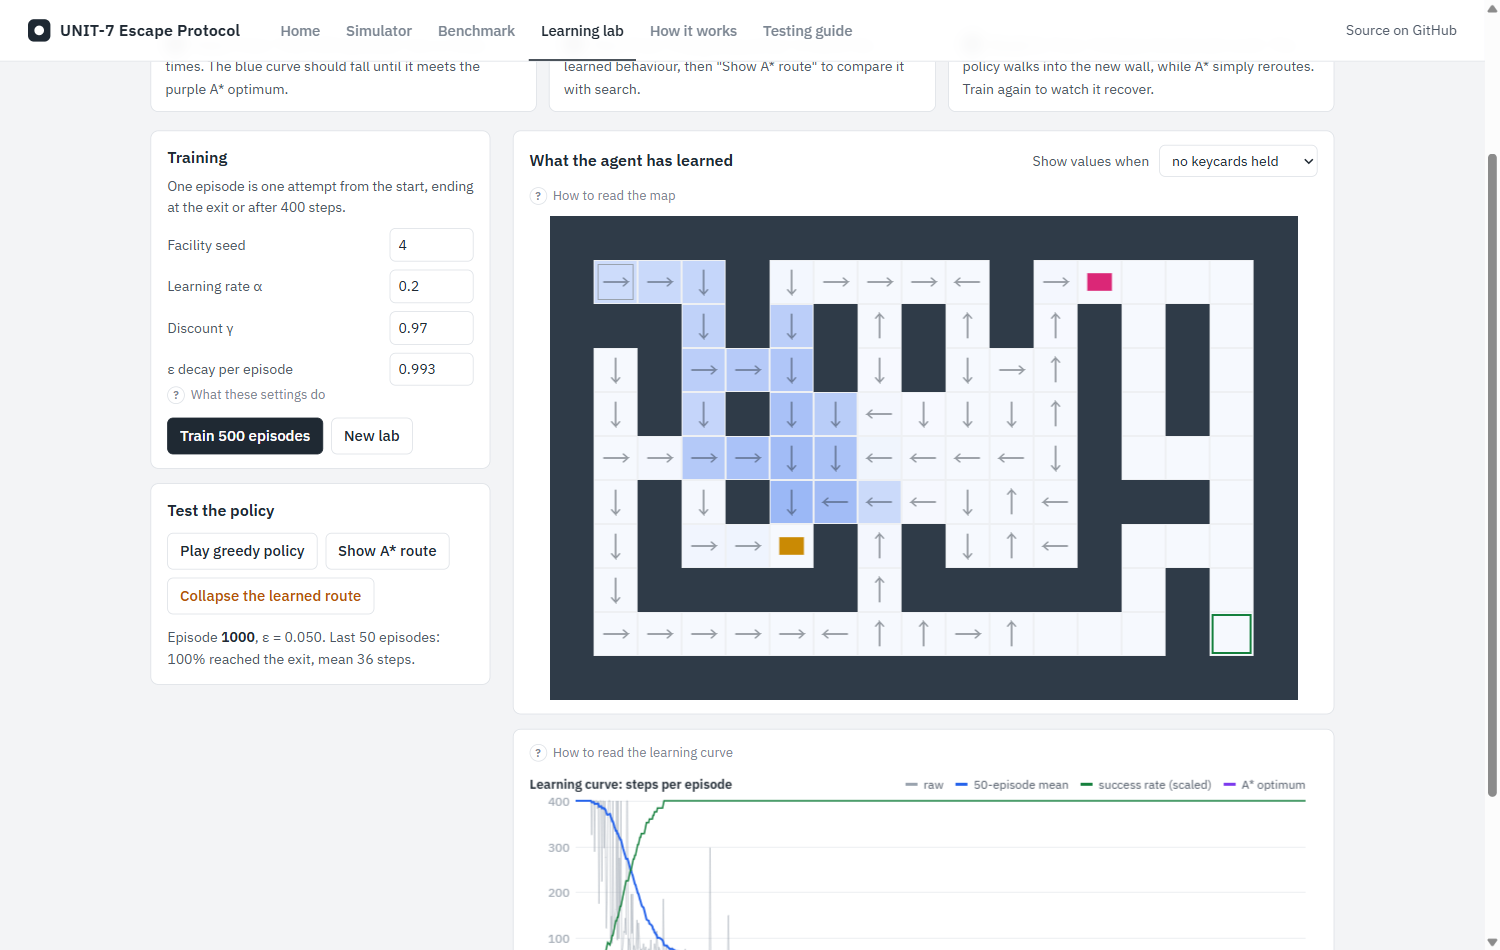 UNIT-7 Escape Protocol
Home
Simulator
Benchmark
Learning lab
How it works
Testing guide
Source on GitHub
times. The blue curve should fall until it meets the
purple A* optimum.
learned behaviour, then "Show A* route" to compare it
with search.
policy walks into the new wall, while A* simply reroutes.
Train again to watch it recover.
Training
One episode is one attempt from the start, ending
at the exit or after 400 steps.
Facility seed
4
Learning rate α
0.2
Discount γ
0.97
ε decay per episode
0.993
? What these settings do
Train 500 episodes
New lab
Test the policy
Play greedy policy
Show A* route
Collapse the learned route
Episode 1000, ε = 0.050. Last 50 episodes:
100% reached the exit, mean 36 steps.
What the agent has learned
Show values when
no keycards held
? How to read the map
? How to read the learning curve
Learning curve: steps per episode
raw
50-episode mean
success rate (scaled)
A* optimum
400
300
200
100